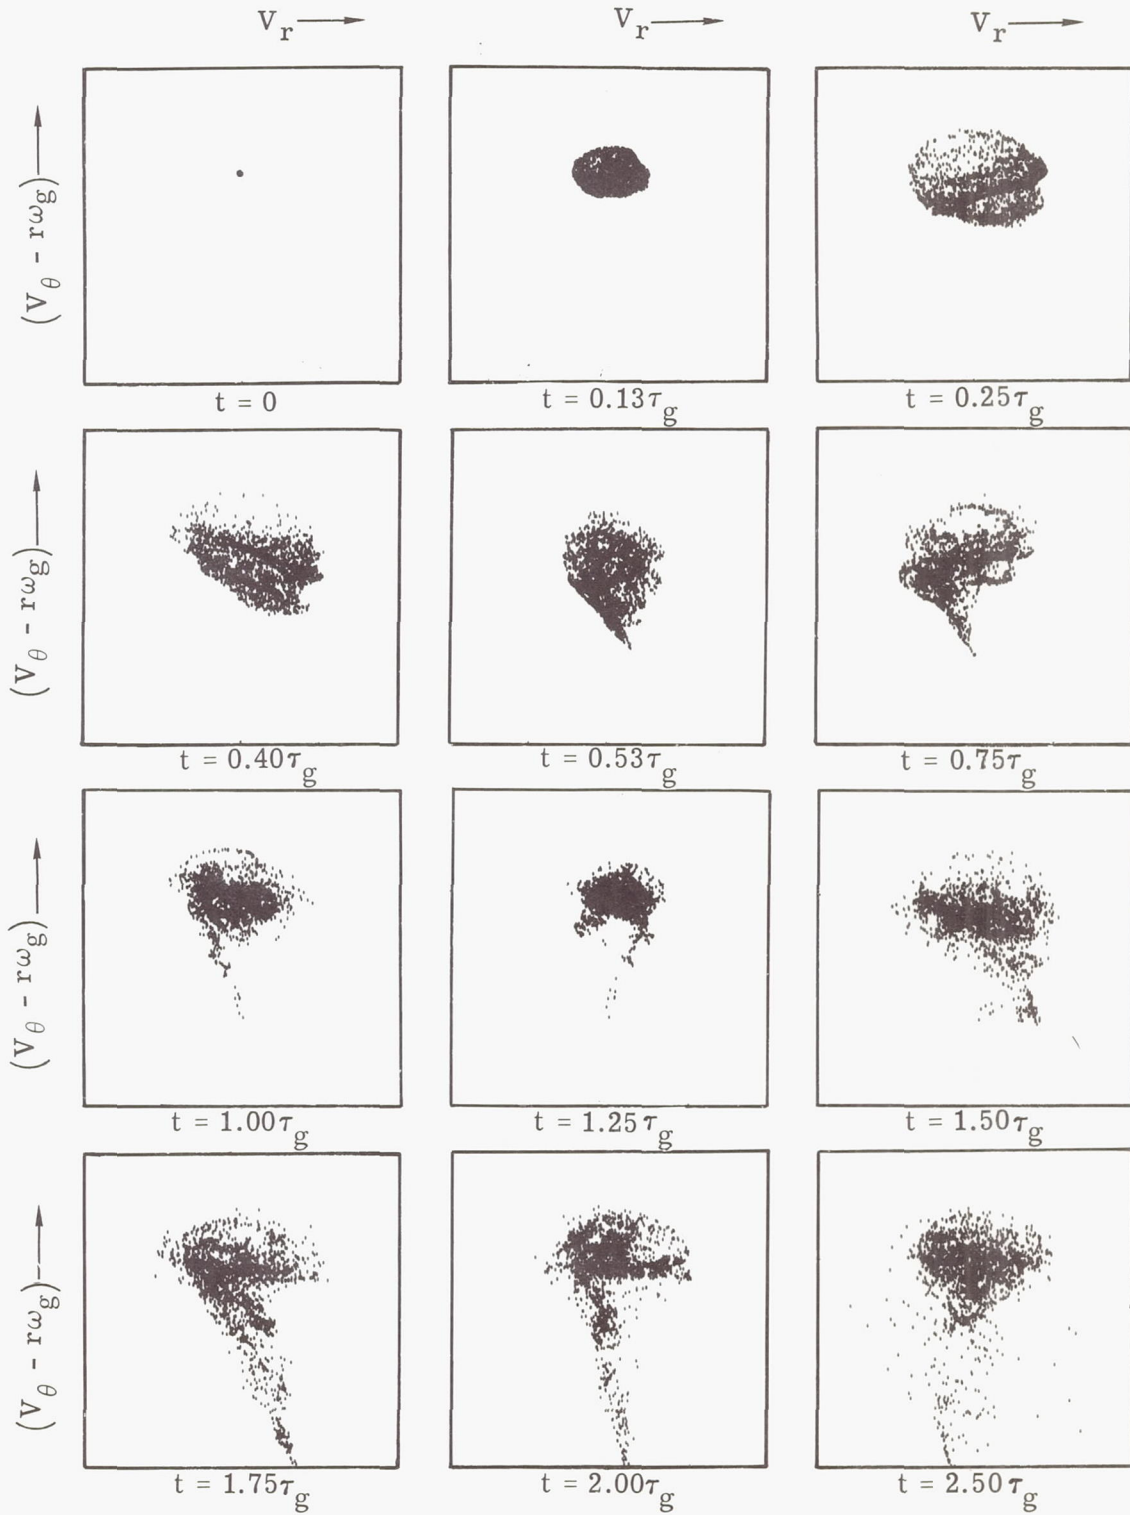 V_r → V_r → V_r →
(V_θ - rω_g) →
t = 0 t = 0.13τ_g t = 0.25τ_g
(V_θ - rω_g) →
t = 0.40τ_g t = 0.53τ_g t = 0.75τ_g
(V_θ - rω_g) →
t = 1.00τ_g t = 1.25τ_g t = 1.50τ_g
(V_θ - rω_g) →
t = 1.75τ_g t = 2.00τ_g t = 2.50τ_g